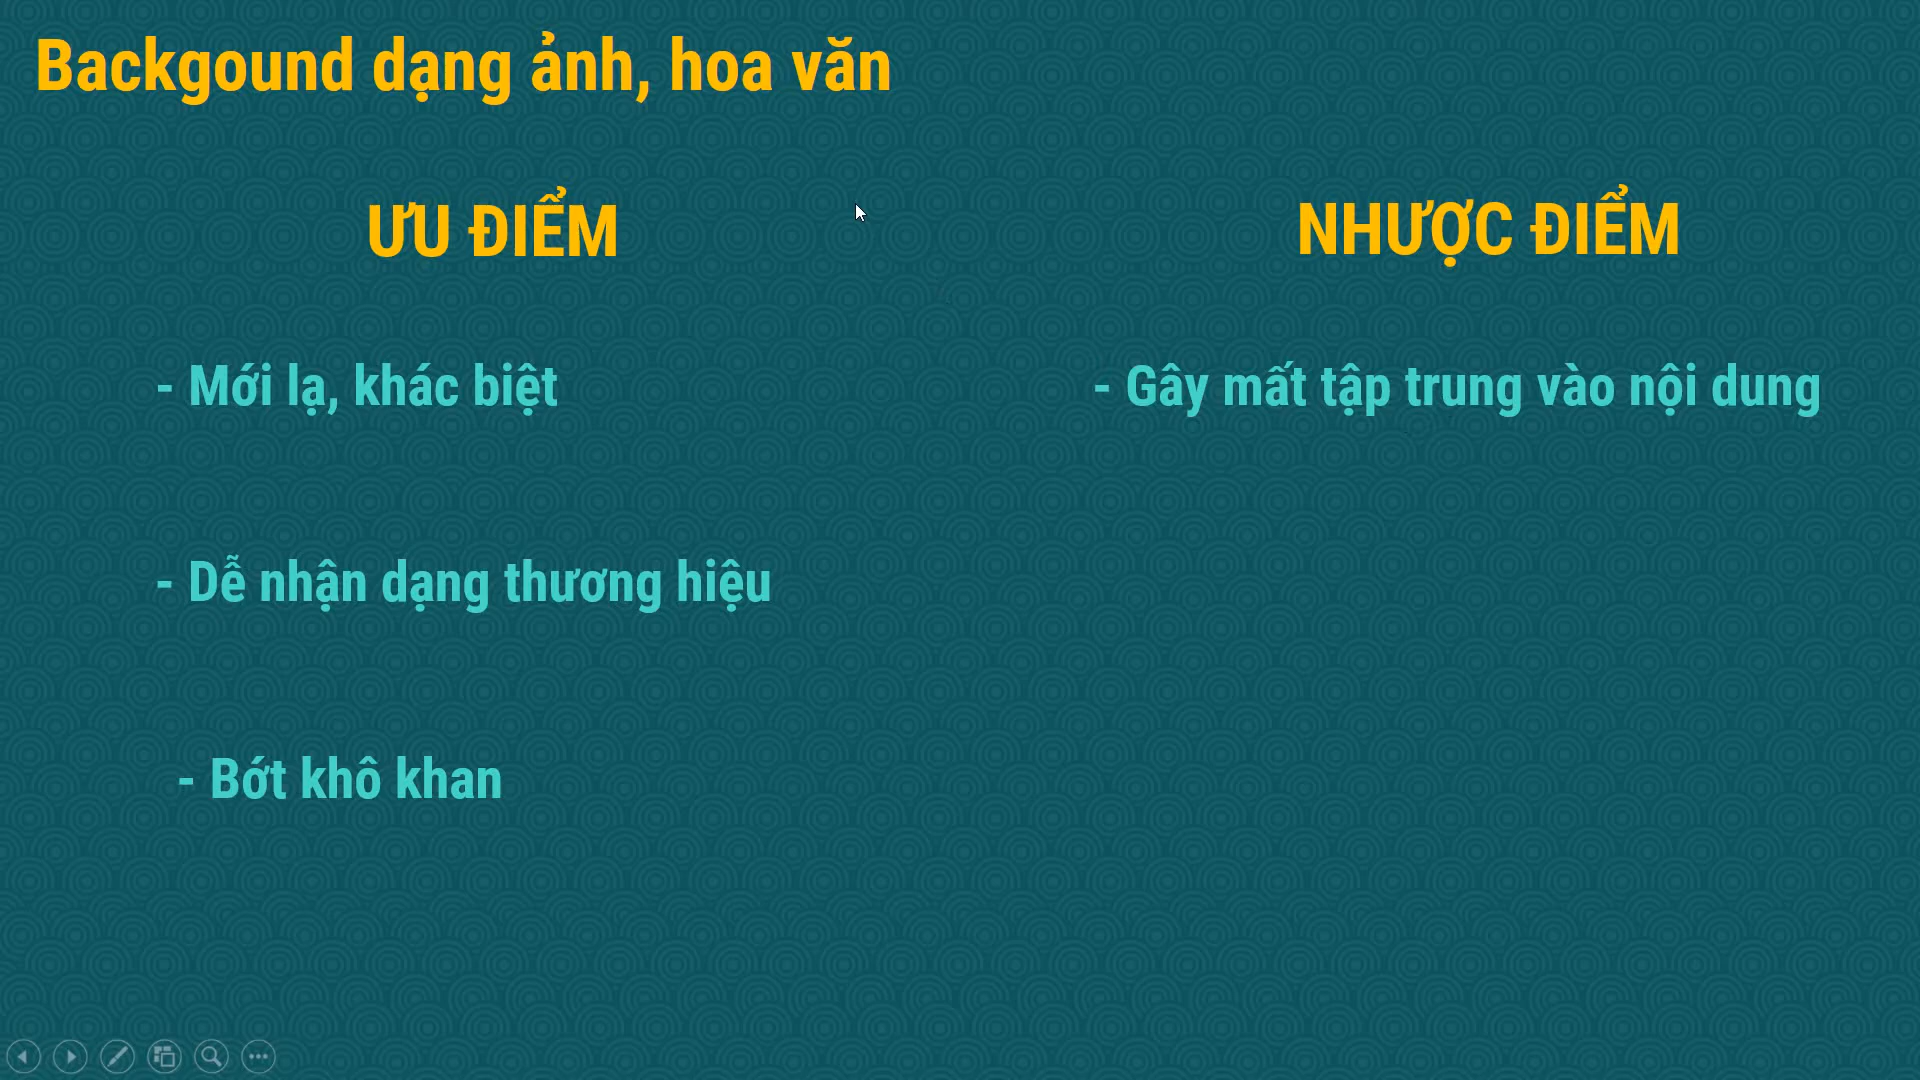 Backgound dạng ảnh, hoa văn
ƯU ĐIỂM
- Mới lạ, khác biệt
- Dễ nhận dạng thương hiệu
- Bớt khô khan
NHƯỢC ĐIỂM
- Gây mất tập trung vào nội dung